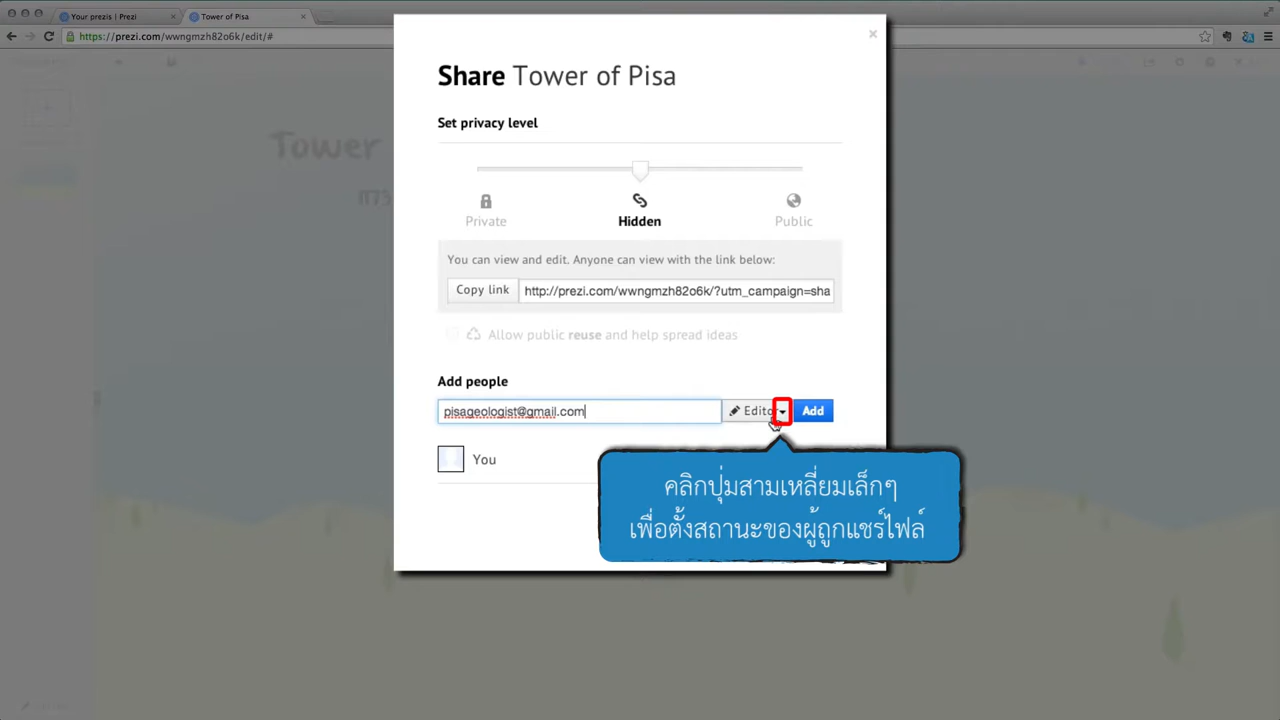 Your prezis | Prezi
Tower of Pisa
https://prezi.com/wwngmzh82o6k/edit/#
Tower
1173
Share Tower of Pisa
Set privacy level
Private
Hidden
Public
You can view and edit. Anyone can view with the link below:
Copy link
http://prezi.com/wwngmzh82o6k/?utm_campaign=sha
Allow public reuse and help spread ideas
Add people
pisageologist@gmail.com
Editor
Add
You
คลิกปุ่มสามเหลี่ยมเล็กๆ
เพื่อตั้งสถานะของผู้ถูกแชร์ไฟล์